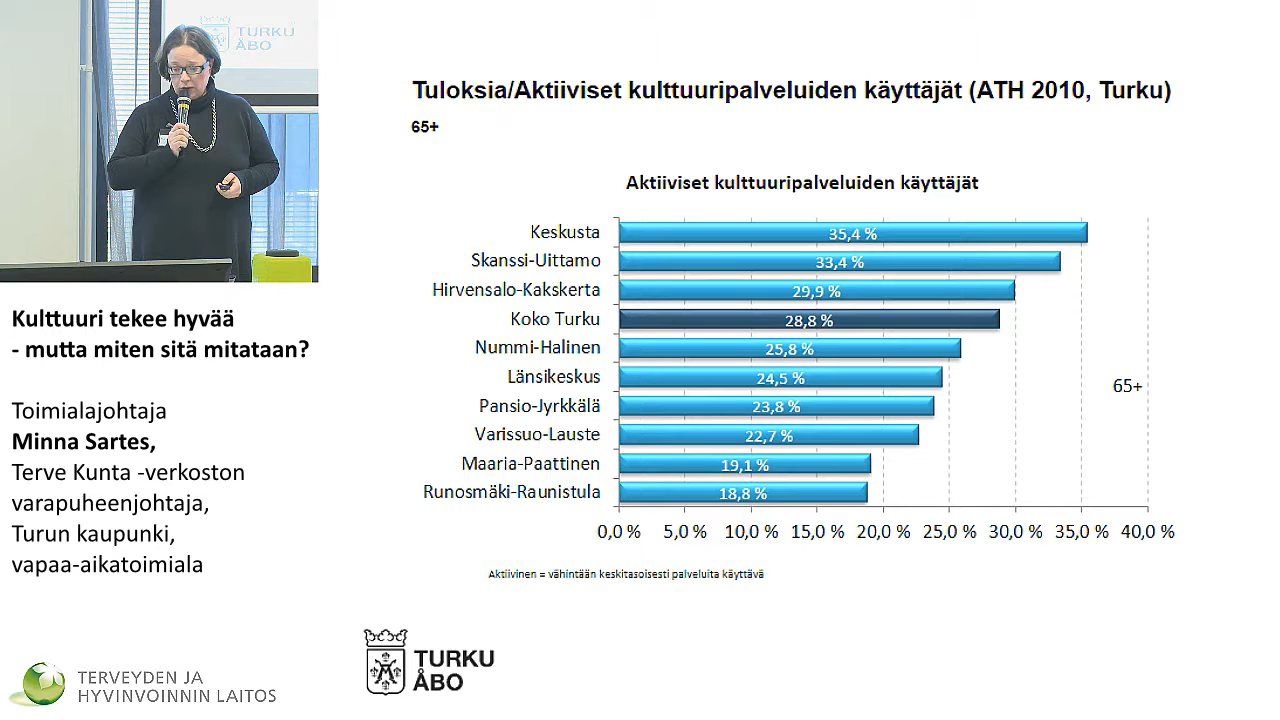 TURKU
ÅBO
Kulttuuri tekee hyvää
- mutta miten sitä mitataan?
Toimialajohtaja
Minna Sartes,
Terve Kunta -verkoston
varapuheenjohtaja,
Turun kaupunki,
vapaa-aikatoimiala
TERVEYDEN JA
HYVINVOINNIN LAITOS
Tuloksia/Aktiiviset kulttuuripalveluiden käyttäjät (ATH 2010, Turku)
65+
Aktiiviset kulttuuripalveluiden käyttäjät
Keskusta 35,4 %
Skanssi-Uittamo 33,4 %
Hirvensalo-Kakskerta 29,9 %
Koko Turku 28,8 %
Nummi-Halinen 25,8 %
Länsikeskus 24,5 %
Pansio-Jyrkkälä 23,8 %
Varissuo-Lauste 22,7 %
Maaria-Paattinen 19,1 %
Runosmäki-Raunistula 18,8 %
65+
0,0 % 5,0 % 10,0 % 15,0 % 20,0 % 25,0 % 30,0 % 35,0 % 40,0 %
Aktiivinen = vähintään keskitasoisesti palveluita käyttävä
TURKU
ÅBO